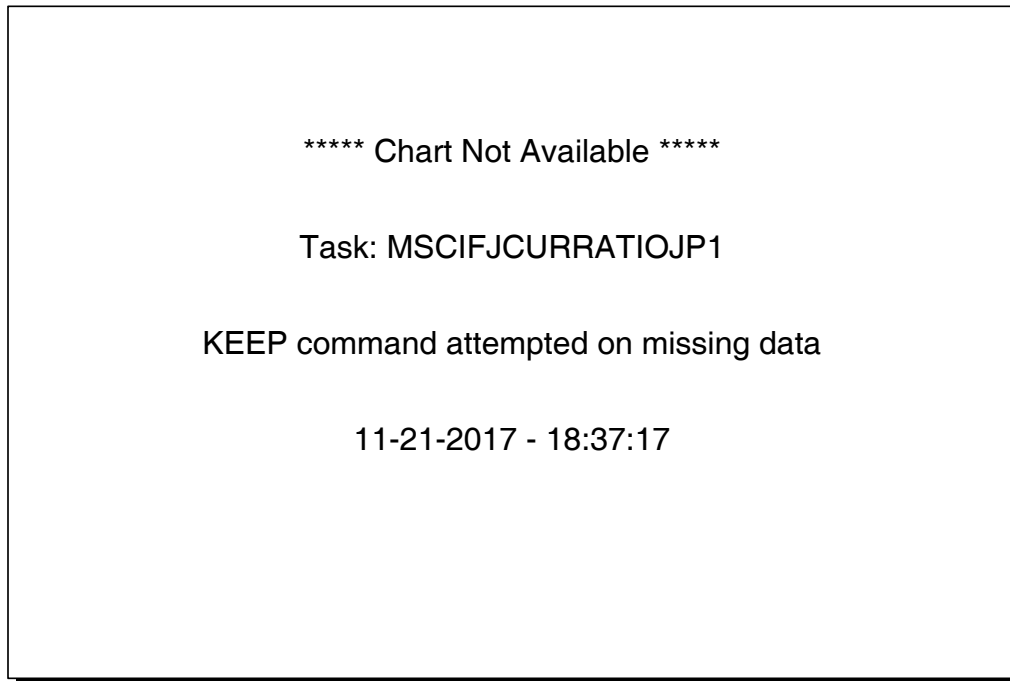 ***** Chart Not Available *****
Task: MSCIFJCURRATIOJP1
KEEP command attempted on missing data
11-21-2017 - 18:37:17